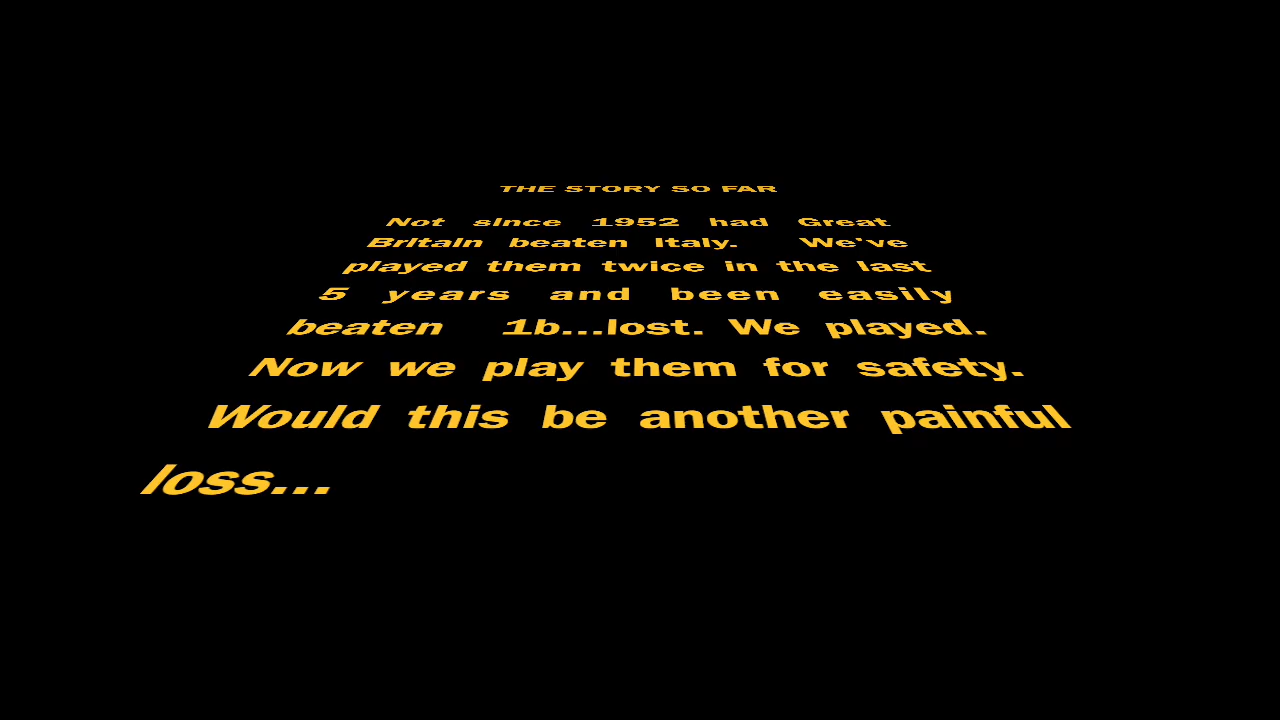 THE STORY SO FAR
Not since 1952 had Great
Britain beaten Italy. We've
played them twice in the last
5 years and been easily
beaten 1b...lost. We played.
Now we play them for safety.
Would this be another painful
loss...